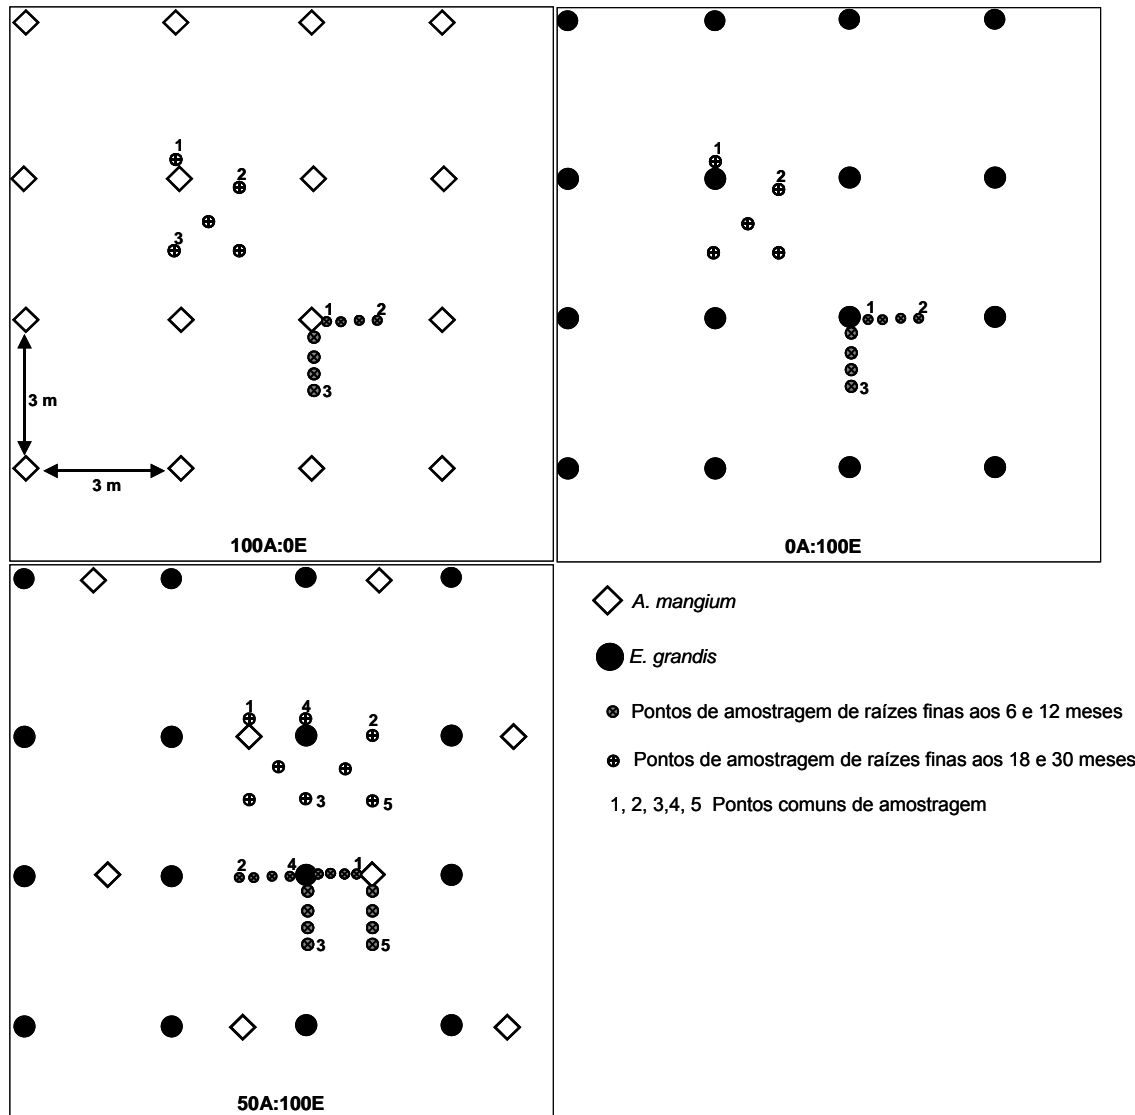 1
2
3
1
2
3
3 m
3 m
100A:0E
1
2
1
2
3
0A:100E
1
4
2
3
5
2
4
1
3
5
50A:100E
A. mangium
E. grandis
Pontos de amostragem de raízes finas aos 6 e 12 meses
Pontos de amostragem de raízes finas aos 18 e 30 meses
1, 2, 3,4, 5 Pontos comuns de amostragem